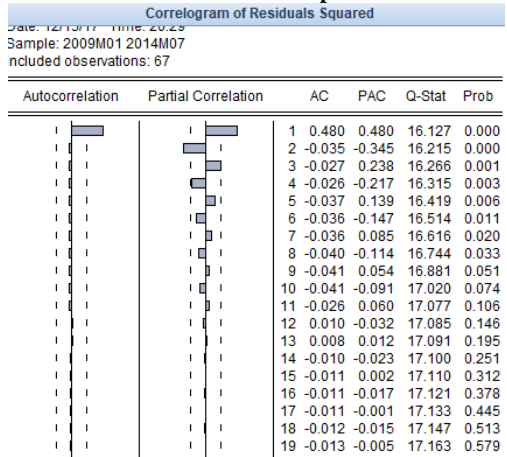 Correlogram of Residuals Squared
Date: 12/13/17 Time: 20:29
Sample: 2009M01 2014M07
Included observations: 67
Autocorrelation Partial Correlation AC PAC Q-Stat Prob
1 0.480 0.480 16.127 0.000
2 -0.035 -0.345 16.215 0.000
3 -0.027 0.238 16.266 0.001
4 -0.026 -0.217 16.315 0.003
5 -0.037 0.139 16.419 0.006
6 -0.036 -0.147 16.514 0.011
7 -0.036 0.085 16.616 0.020
8 -0.040 -0.114 16.744 0.033
9 -0.041 0.054 16.881 0.051
10 -0.041 -0.091 17.020 0.074
11 -0.026 0.060 17.077 0.106
12 0.010 -0.032 17.085 0.146
13 0.008 0.012 17.091 0.195
14 -0.010 -0.023 17.100 0.251
15 -0.011 0.002 17.110 0.312
16 -0.011 -0.017 17.121 0.378
17 -0.011 -0.001 17.133 0.445
18 -0.012 -0.015 17.147 0.513
19 -0.013 -0.005 17.163 0.579